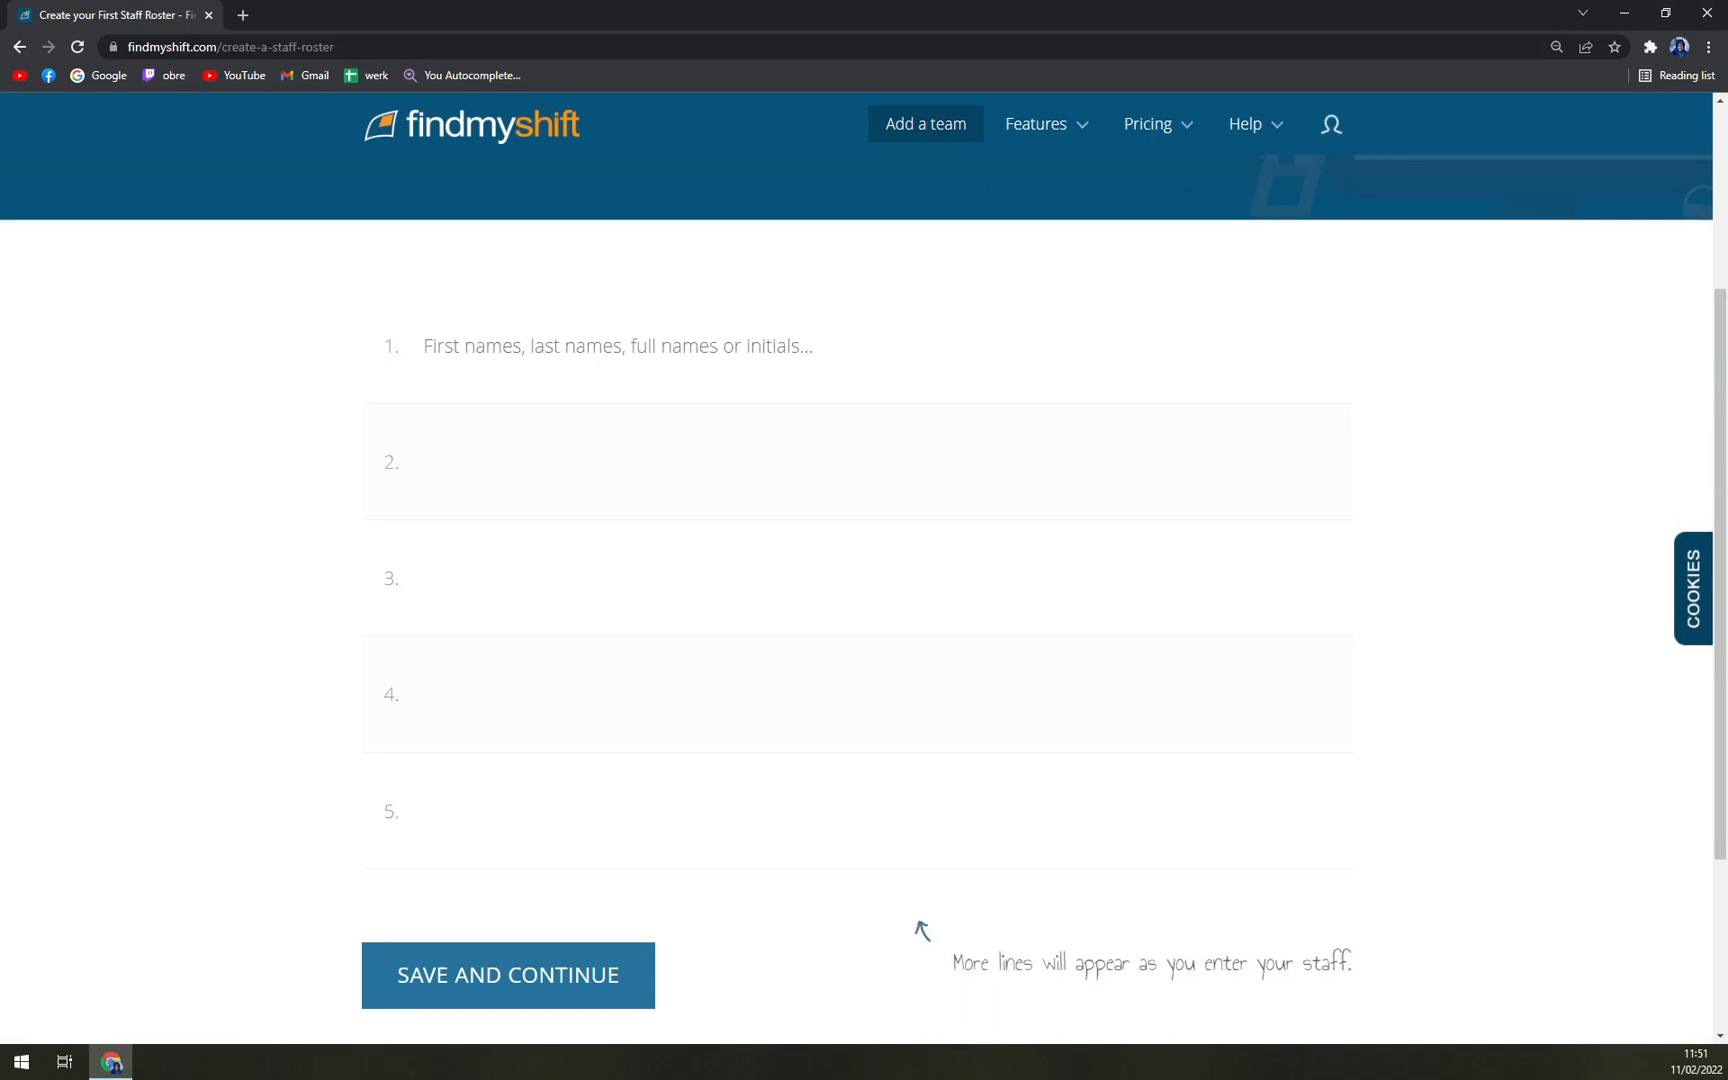 Create your First Staff Roster - Fi
findmyshift.com/create-a-staff-roster
Google
obre
YouTube
Gmail
werk
You Autocomplete...
Reading list
findmyshift
Add a team
Features
Pricing
Help
1. First names, last names, full names or initials...
2.
3.
4.
5.
COOKIES
SAVE AND CONTINUE
More lines will appear as you enter your staff.
11:51
11/02/2022